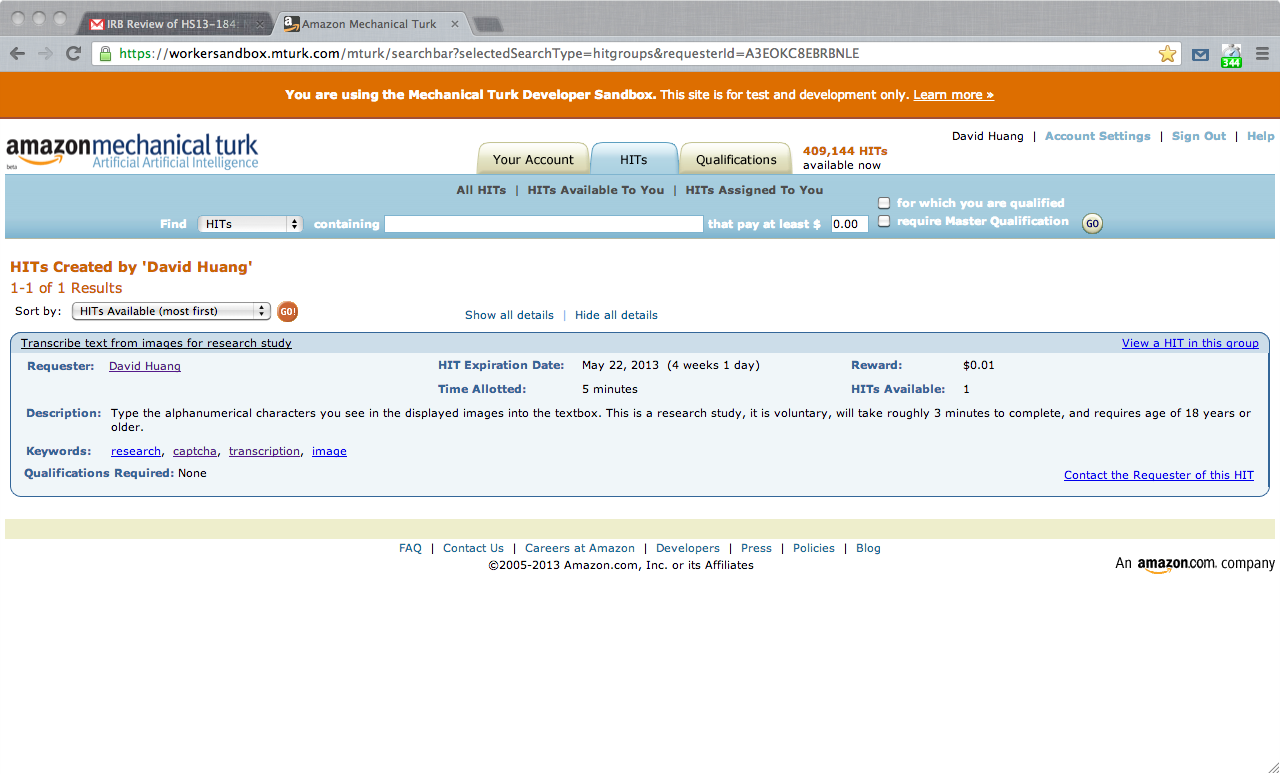 IRB Review of HS13-184:
Amazon Mechanical Turk
https://workersandbox.mturk.com/mturk/searchbar?selectedSearchType=hitgroups&requesterId=A3EOKC8EBRBNLE
344
You are using the Mechanical Turk Developer Sandbox. This site is for test and development only. Learn more »
amazonmechanical turk
beta
Artificial Artificial Intelligence
David Huang | Account Settings | Sign Out | Help
Your Account
HITs
Qualifications
409,144 HITs
available now
All HITs | HITs Available To You | HITs Assigned To You
Find HITs containing that pay at least $ 0.00
for which you are qualified
require Master Qualification
GO
HITs Created by 'David Huang'
1-1 of 1 Results
Sort by: HITs Available (most first) GO!
Show all details | Hide all details
Transcribe text from images for research study View a HIT in this group
Requester: David Huang HIT Expiration Date: May 22, 2013 (4 weeks 1 day) Reward: $0.01
Time Allotted: 5 minutes HITs Available: 1
Description: Type the alphanumerical characters you see in the displayed images into the textbox. This is a research study, it is voluntary, will take roughly 3 minutes to complete, and requires age of 18 years or
older.
Keywords: research, captcha, transcription, image
Qualifications Required: None
Contact the Requester of this HIT
FAQ | Contact Us | Careers at Amazon | Developers | Press | Policies | Blog
©2005-2013 Amazon.com, Inc. or its Affiliates
An amazon.com. company